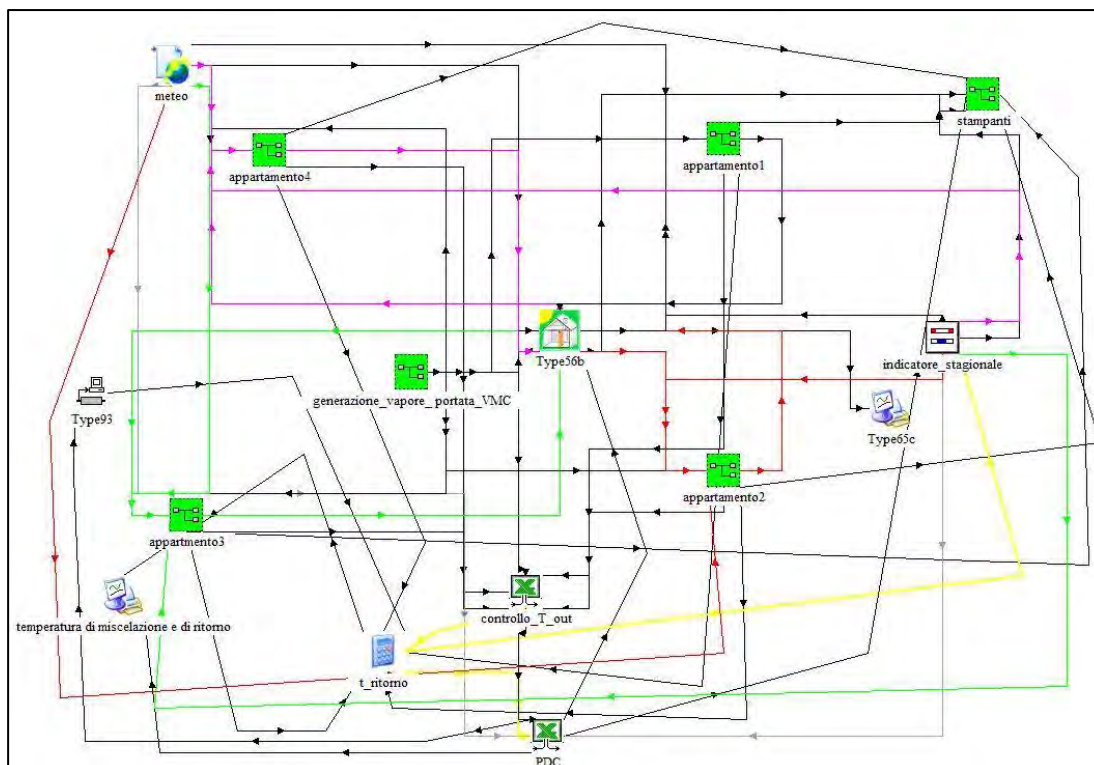 meteo
stampanti
appartamento1
appartamento4
Type56b
indicatore_stagionale
generazione_vapore_portata_VMC
Type93
Type65c
appartamento2
appartmento3
controllo_T_out
temperatura di miscelazione e di ritorno
t_ritorno
PDC